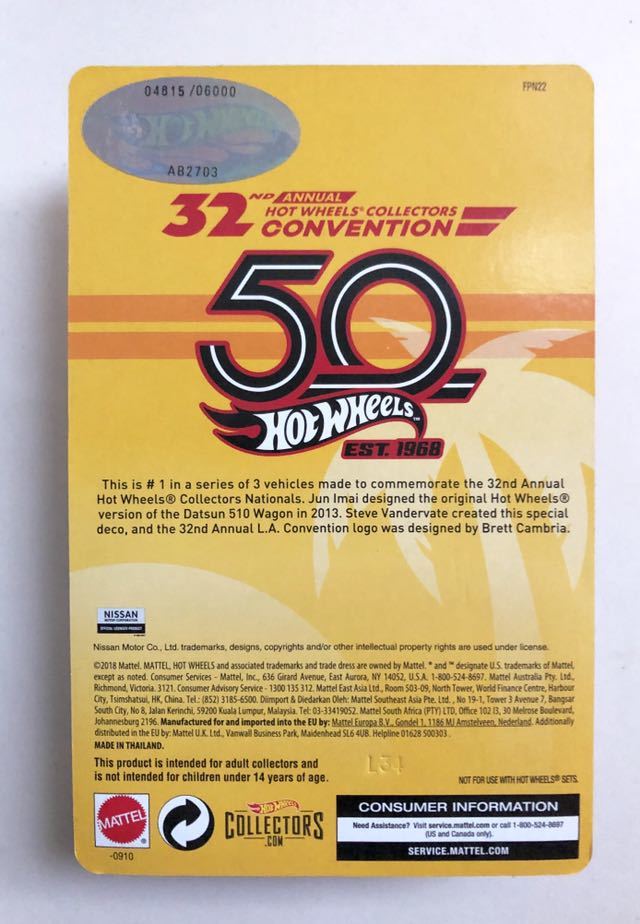 04815/06000
FPN22
HOT WHEELS
AB2703
32ND ANNUAL
HOT WHEELS® COLLECTORS
CONVENTION
50
HOT WHEELS™
EST. 1968
This is # 1 in a series of 3 vehicles made to commemorate the 32nd Annual
Hot Wheels® Collectors Nationals. Jun Imai designed the original Hot Wheels®
version of the Datsun 510 Wagon in 2013. Steve Vandervate created this special
deco, and the 32nd Annual L.A. Convention logo was designed by Brett Cambria.
NISSAN
MOTOR CORPORATION
OFFICIAL LICENSED PRODUCT
Nissan Motor Co., Ltd. trademarks, designs, copyrights and/or other intellectual property rights are used under license.
©2018 Mattel. MATTEL, HOT WHEELS and associated trademarks and trade dress are owned by Mattel. ® and ™ designate U.S. trademarks of Mattel,
except as noted. Consumer Services - Mattel, Inc., 636 Girard Avenue, East Aurora, NY 14052, U.S.A. 1-800-524-8697. Mattel Australia Pty. Ltd.,
Richmond, Victoria. 3121. Consumer Advisory Service - 1300 135 312. Mattel East Asia Ltd., Room 503-09, North Tower, World Finance Centre, Harbour
City, Tsimshatsui, HK, China. Tel.: (852) 3185-6500. Diimport & Diedarkan Oleh: Mattel Southeast Asia Pte. Ltd. , No 19-1, Tower 3 Avenue 7, Bangsar
South City, No 8, Jalan Kerinchi, 59200 Kuala Lumpur, Malaysia. Tel: 03-33419052. Mattel South Africa (PTY) LTD, Office 102 I3, 30 Melrose Boulevard,
Johannesburg 2196. Manufactured for and imported into the EU by: Mattel Europa B.V., Gondel 1, 1186 MJ Amstelveen, Nederland. Additionally
distributed in the EU by: Mattel U.K. Ltd., Vanwall Business Park, Maidenhead SL6 4UB. Helpline 01628 500303.
MADE IN THAILAND.
This product is intended for adult collectors and
is not intended for children under 14 years of age.
L34
NOT FOR USE WITH HOT WHEELS® SETS.
MATTEL®
-0910
HOT WHEELS
COLLECTORS
.COM
CONSUMER INFORMATION
Need Assistance? Visit service.mattel.com or call 1-800-524-8697
(US and Canada only).
SERVICE.MATTEL.COM